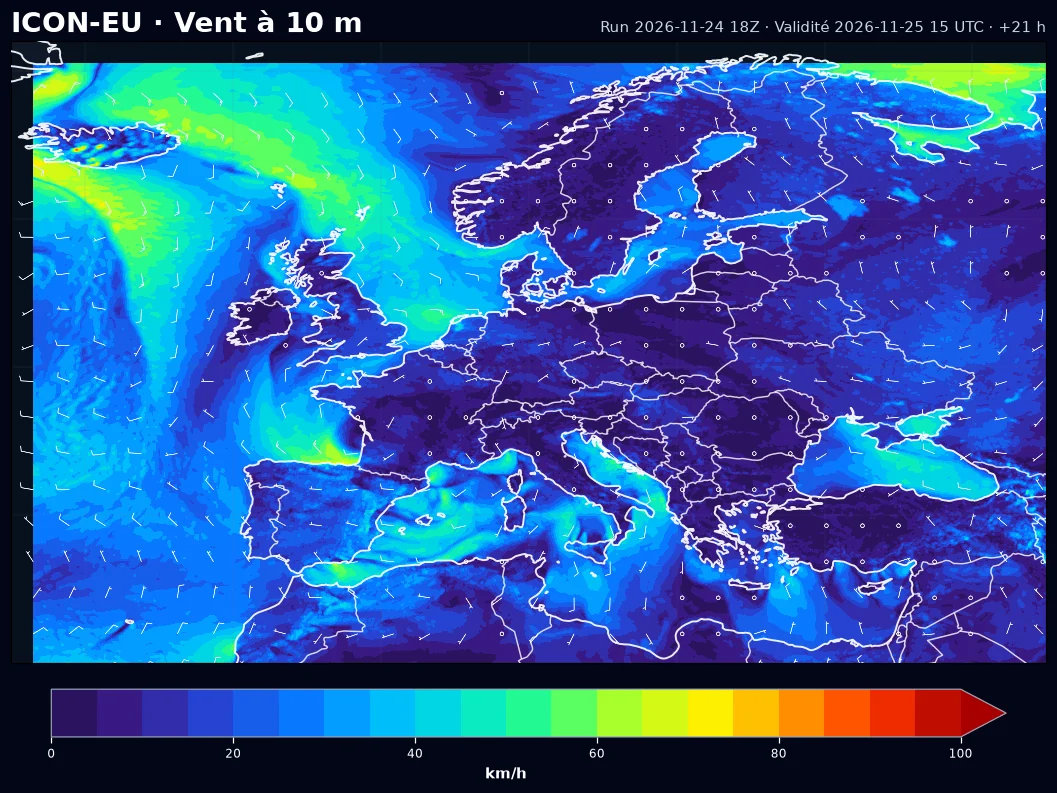 ICON-EU · Vent à 10 m
Run 2026-11-24 18Z · Validité 2026-11-25 15 UTC · +21 h
0 20 40 60 80 100
km/h